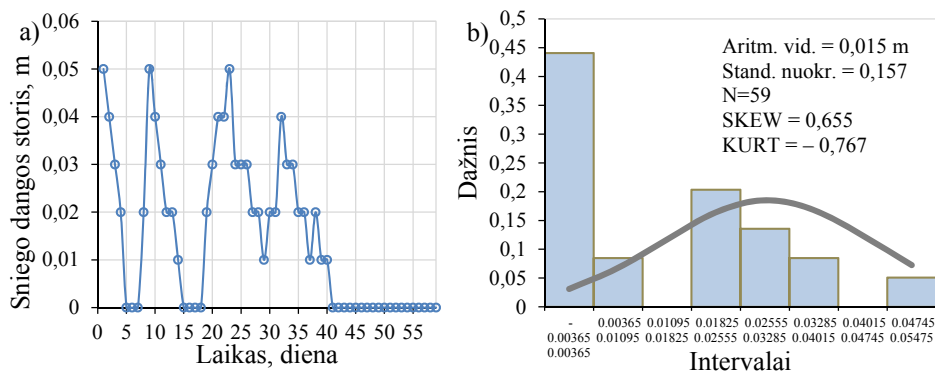 a)
Sniego dangos storis, m
0,06
0,05
0,04
0,03
0,02
0,01
0
0 5 10 15 20 25 30 35 40 45 50 55
Laikas, diena
b)
Dažnis
0,5
0,45
0,4
0,35
0,3
0,25
0,2
0,15
0,1
0,05
0
Aritm. vid. = 0,015 m
Stand. nuokr. = 0,157
N=59
SKEW = 0,655
KURT = – 0,767
-
0.00365 0.00365 0.01095 0.01825 0.02555 0.03285 0.04015 0.04745
0.00365 0.01095 0.01825 0.02555 0.03285 0.04015 0.04745 0.05475
Intervalai